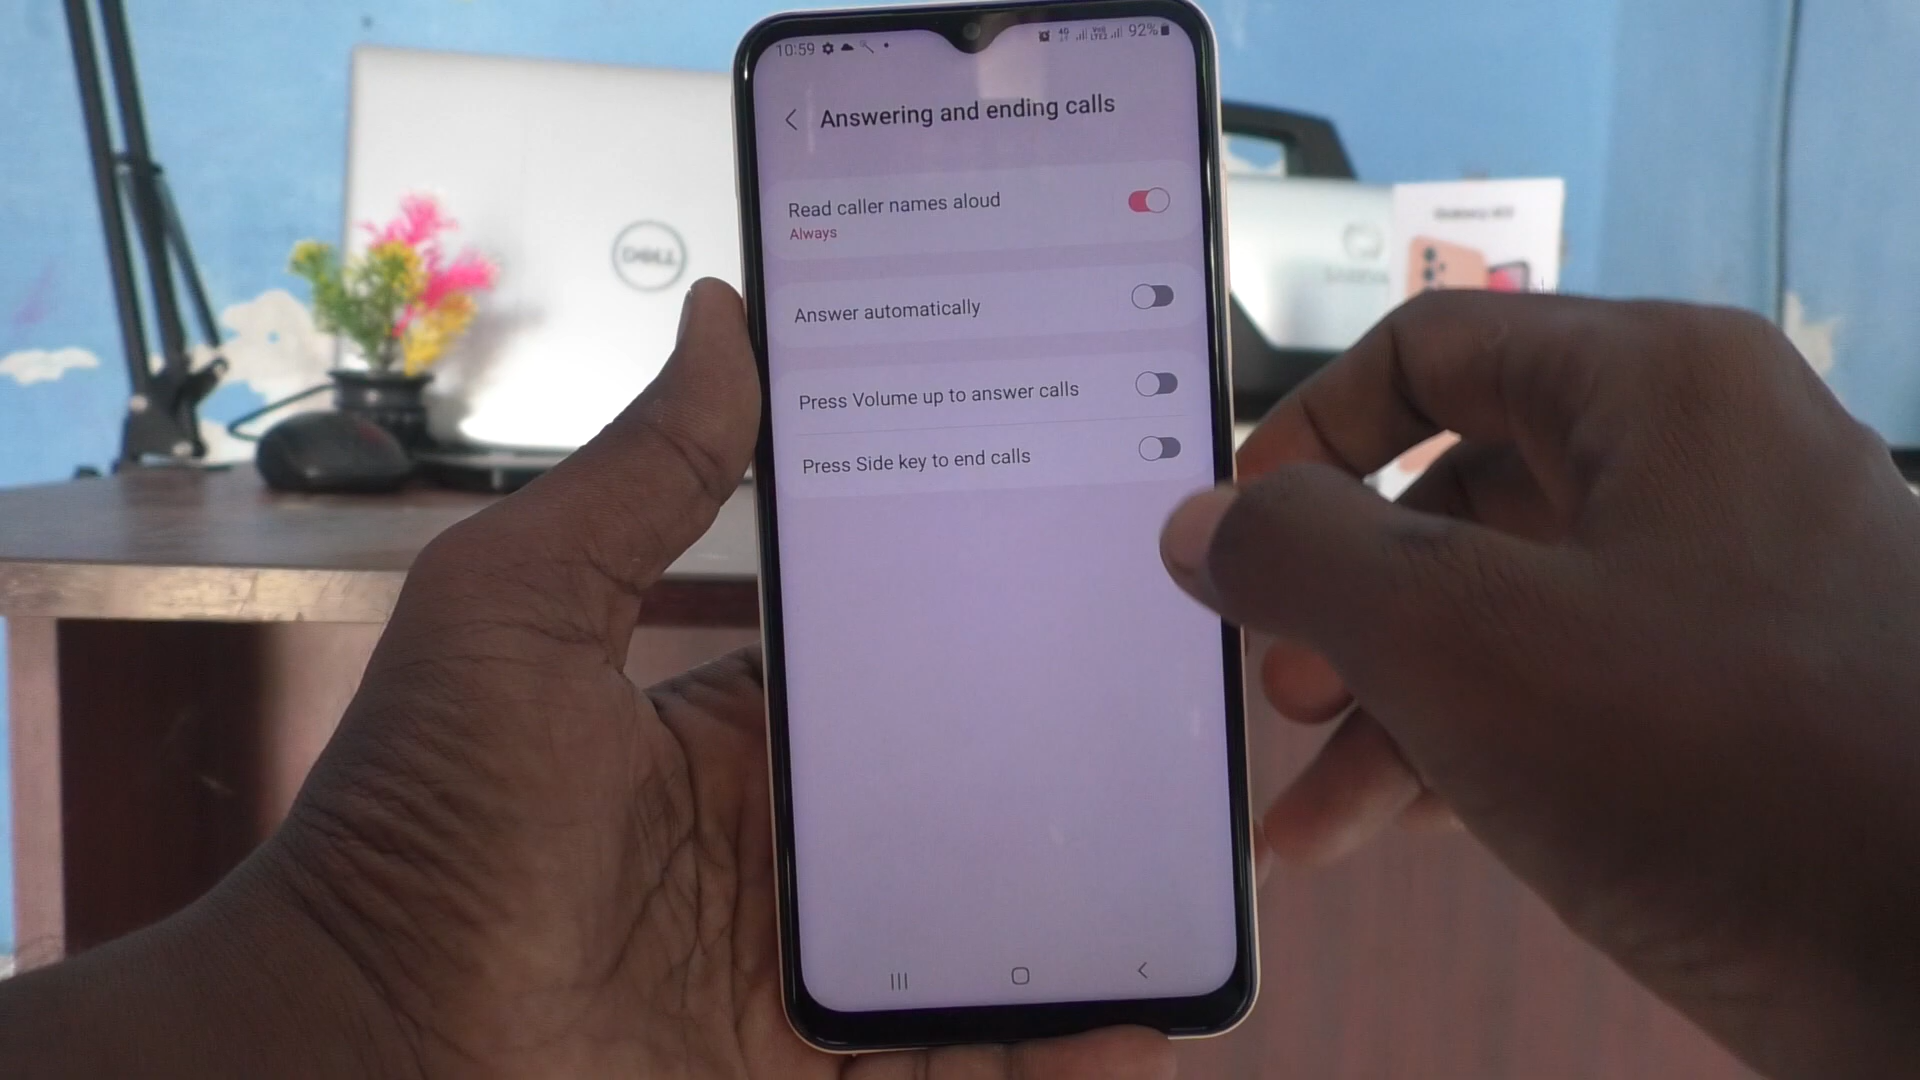 10:59
92%
Answering and ending calls
Read caller names aloud
Always
Answer automatically
Press Volume up to answer calls
Press Side key to end calls
DELL